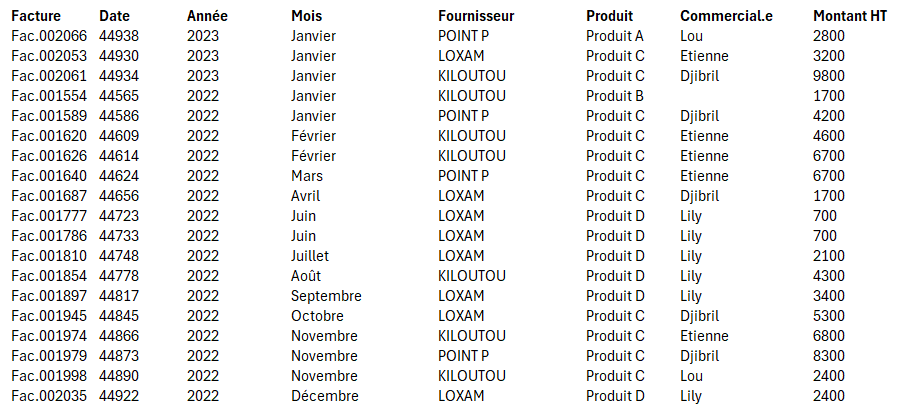 Facture Date Année Mois Fournisseur Produit Commercial.e Montant HT
Fac.002066 44938 2023 Janvier POINT P Produit A Lou 2800
Fac.002053 44930 2023 Janvier LOXAM Produit C Etienne 3200
Fac.002061 44934 2023 Janvier KILOUTOU Produit C Djibril 9800
Fac.001554 44565 2022 Janvier KILOUTOU Produit B 1700
Fac.001589 44586 2022 Janvier POINT P Produit C Djibril 4200
Fac.001620 44609 2022 Février KILOUTOU Produit C Etienne 4600
Fac.001626 44614 2022 Février KILOUTOU Produit C Etienne 6700
Fac.001640 44624 2022 Mars POINT P Produit C Etienne 6700
Fac.001687 44656 2022 Avril LOXAM Produit C Djibril 1700
Fac.001777 44723 2022 Juin LOXAM Produit D Lily 700
Fac.001786 44733 2022 Juin LOXAM Produit D Lily 700
Fac.001810 44748 2022 Juillet LOXAM Produit D Lily 2100
Fac.001854 44778 2022 Août KILOUTOU Produit D Lily 4300
Fac.001897 44817 2022 Septembre LOXAM Produit D Lily 3400
Fac.001945 44845 2022 Octobre LOXAM Produit C Djibril 5300
Fac.001974 44866 2022 Novembre KILOUTOU Produit C Etienne 6800
Fac.001979 44873 2022 Novembre POINT P Produit C Djibril 8300
Fac.001998 44890 2022 Novembre KILOUTOU Produit C Lou 2400
Fac.002035 44922 2022 Décembre LOXAM Produit D Lily 2400